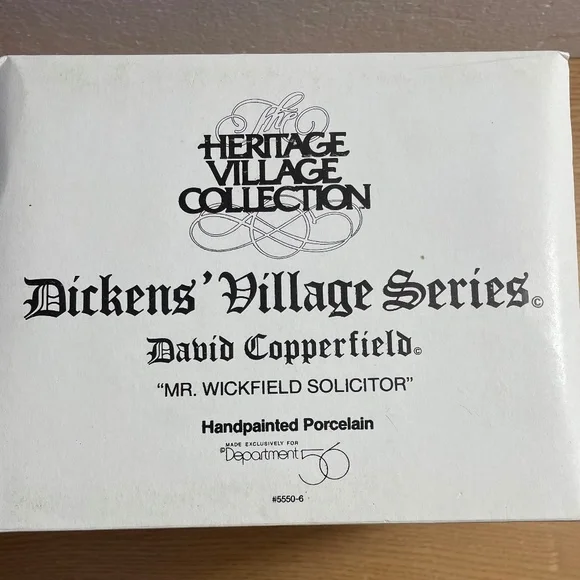 The
HERITAGE
VILLAGE
COLLECTION
Dickens' Village Series©
David Copperfield©
"MR. WICKFIELD SOLICITOR"
Handpainted Porcelain
MADE EXCLUSIVELY FOR
©Department 56
#5550-6